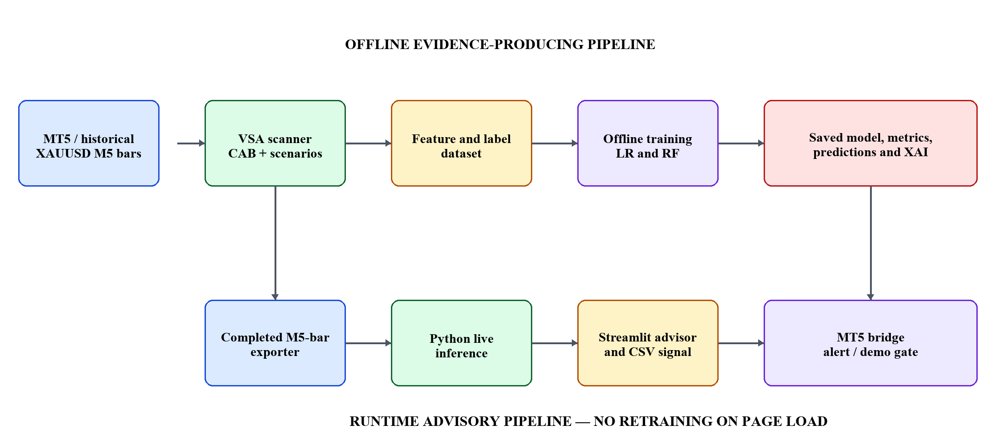 OFFLINE EVIDENCE-PRODUCING PIPELINE
MT5 / historical
XAUUSD M5 bars
VSA scanner
CAB + scenarios
Feature and label
dataset
Offline training
LR and RF
Saved model, metrics,
predictions and XAI
Completed M5-bar
exporter
Python live
inference
Streamlit advisor
and CSV signal
MT5 bridge
alert / demo gate
RUNTIME ADVISORY PIPELINE — NO RETRAINING ON PAGE LOAD